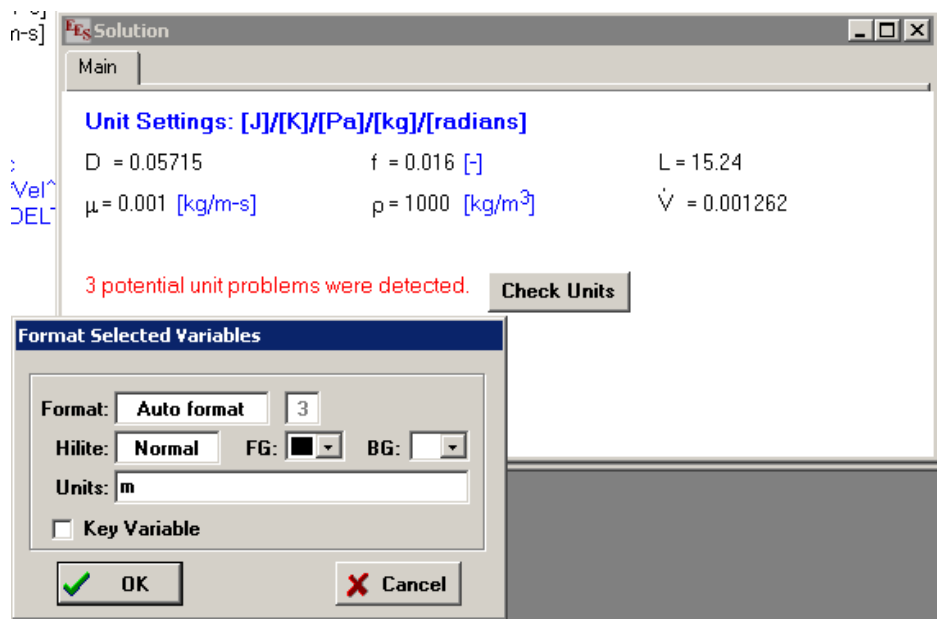 m-s]
EES Solution
Main
Unit Settings: [J]/[K]/[Pa]/[kg]/[radians]
D = 0.05715 f = 0.016 [-] L = 15.24
μ = 0.001 [kg/m-s] ρ = 1000 [kg/m³] V̇ = 0.001262
Vel^
DELT
3 potential unit problems were detected. Check Units
Format Selected Variables
Format: Auto format 3
Hilite: Normal FG: BG:
Units: m
Key Variable
OK Cancel